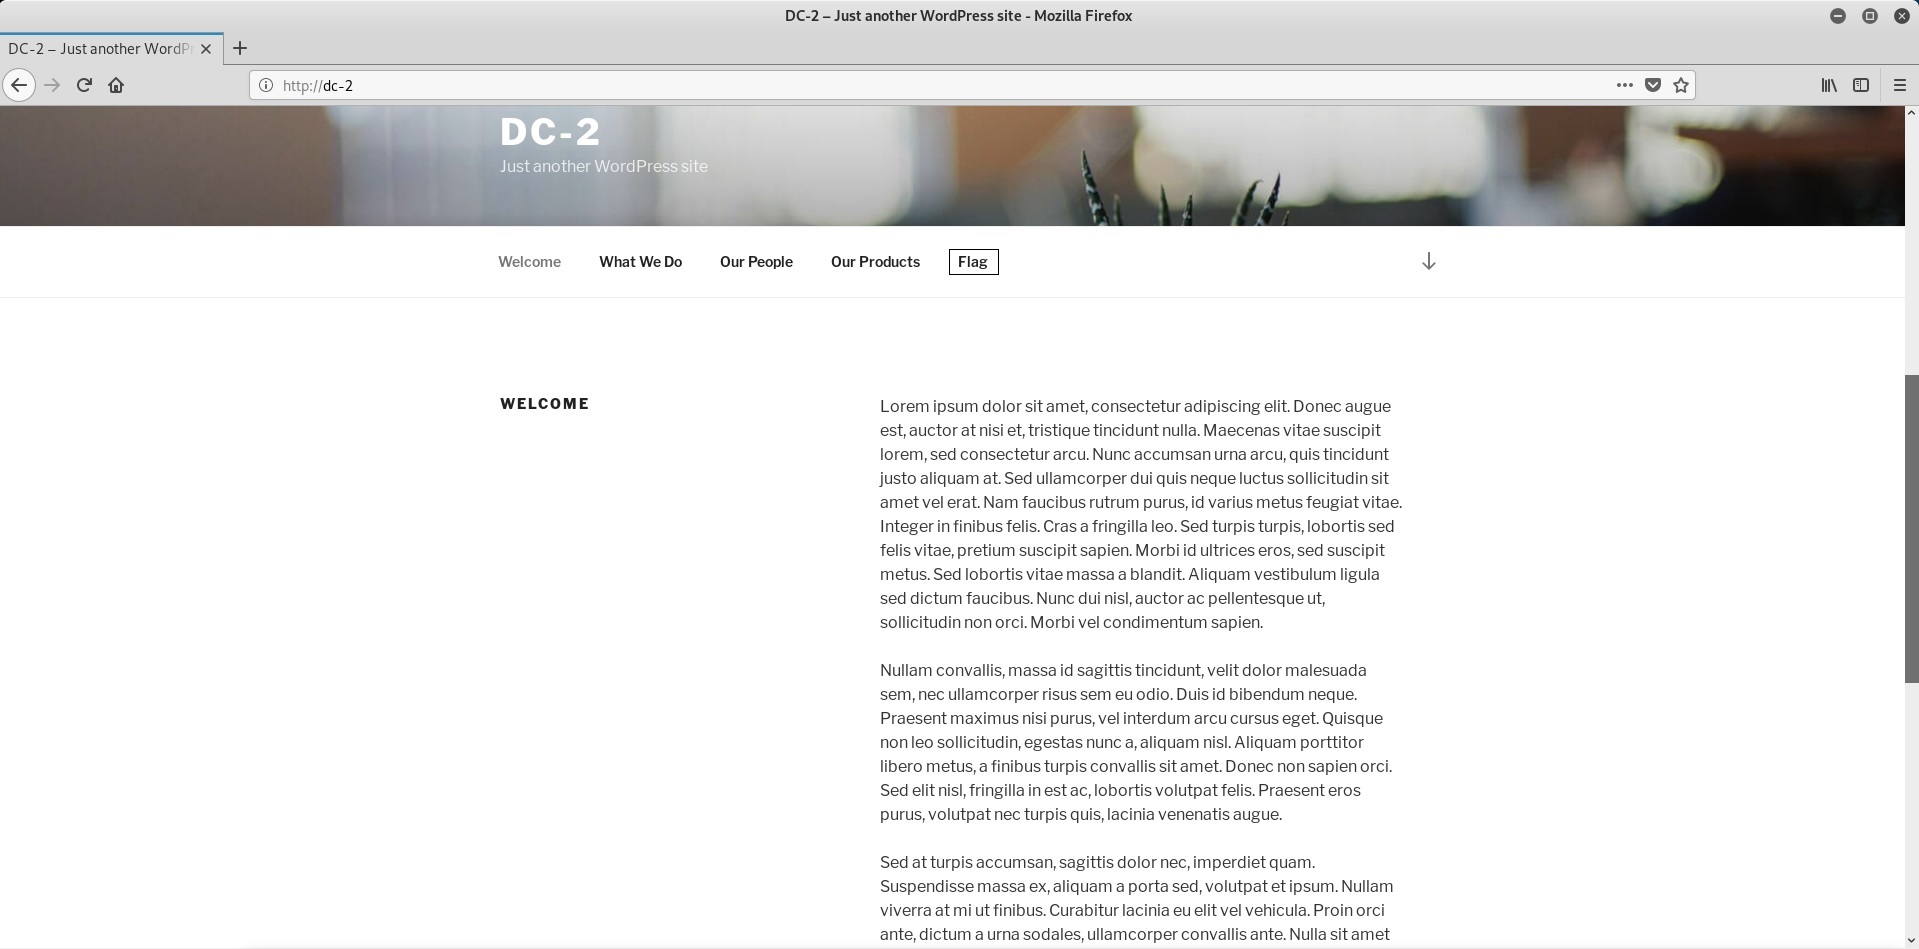 DC-2 – Just another WordPress site - Mozilla Firefox
DC-2 – Just another WordPr
http://dc-2
DC-2
Just another WordPress site
Welcome
What We Do
Our People
Our Products
Flag
WELCOME
Lorem ipsum dolor sit amet, consectetur adipiscing elit. Donec augue
est, auctor at nisi et, tristique tincidunt nulla. Maecenas vitae suscipit
lorem, sed consectetur arcu. Nunc accumsan urna arcu, quis tincidunt
justo aliquam at. Sed ullamcorper dui quis neque luctus sollicitudin sit
amet vel erat. Nam faucibus rutrum purus, id varius metus feugiat vitae.
Integer in finibus felis. Cras a fringilla leo. Sed turpis turpis, lobortis sed
felis vitae, pretium suscipit sapien. Morbi id ultrices eros, sed suscipit
metus. Sed lobortis vitae massa a blandit. Aliquam vestibulum ligula
sed dictum faucibus. Nunc dui nisl, auctor ac pellentesque ut,
sollicitudin non orci. Morbi vel condimentum sapien.
Nullam convallis, massa id sagittis tincidunt, velit dolor malesuada
sem, nec ullamcorper risus sem eu odio. Duis id bibendum neque.
Praesent maximus nisi purus, vel interdum arcu cursus eget. Quisque
non leo sollicitudin, egestas nunc a, aliquam nisl. Aliquam porttitor
libero metus, a finibus turpis convallis sit amet. Donec non sapien orci.
Sed elit nisl, fringilla in est ac, lobortis volutpat felis. Praesent eros
purus, volutpat nec turpis quis, lacinia venenatis augue.
Sed at turpis accumsan, sagittis dolor nec, imperdiet quam.
Suspendisse massa ex, aliquam a porta sed, volutpat et ipsum. Nullam
viverra at mi ut finibus. Curabitur lacinia eu elit vel vehicula. Proin orci
ante, dictum a urna sodales, ullamcorper convallis ante. Nulla sit amet